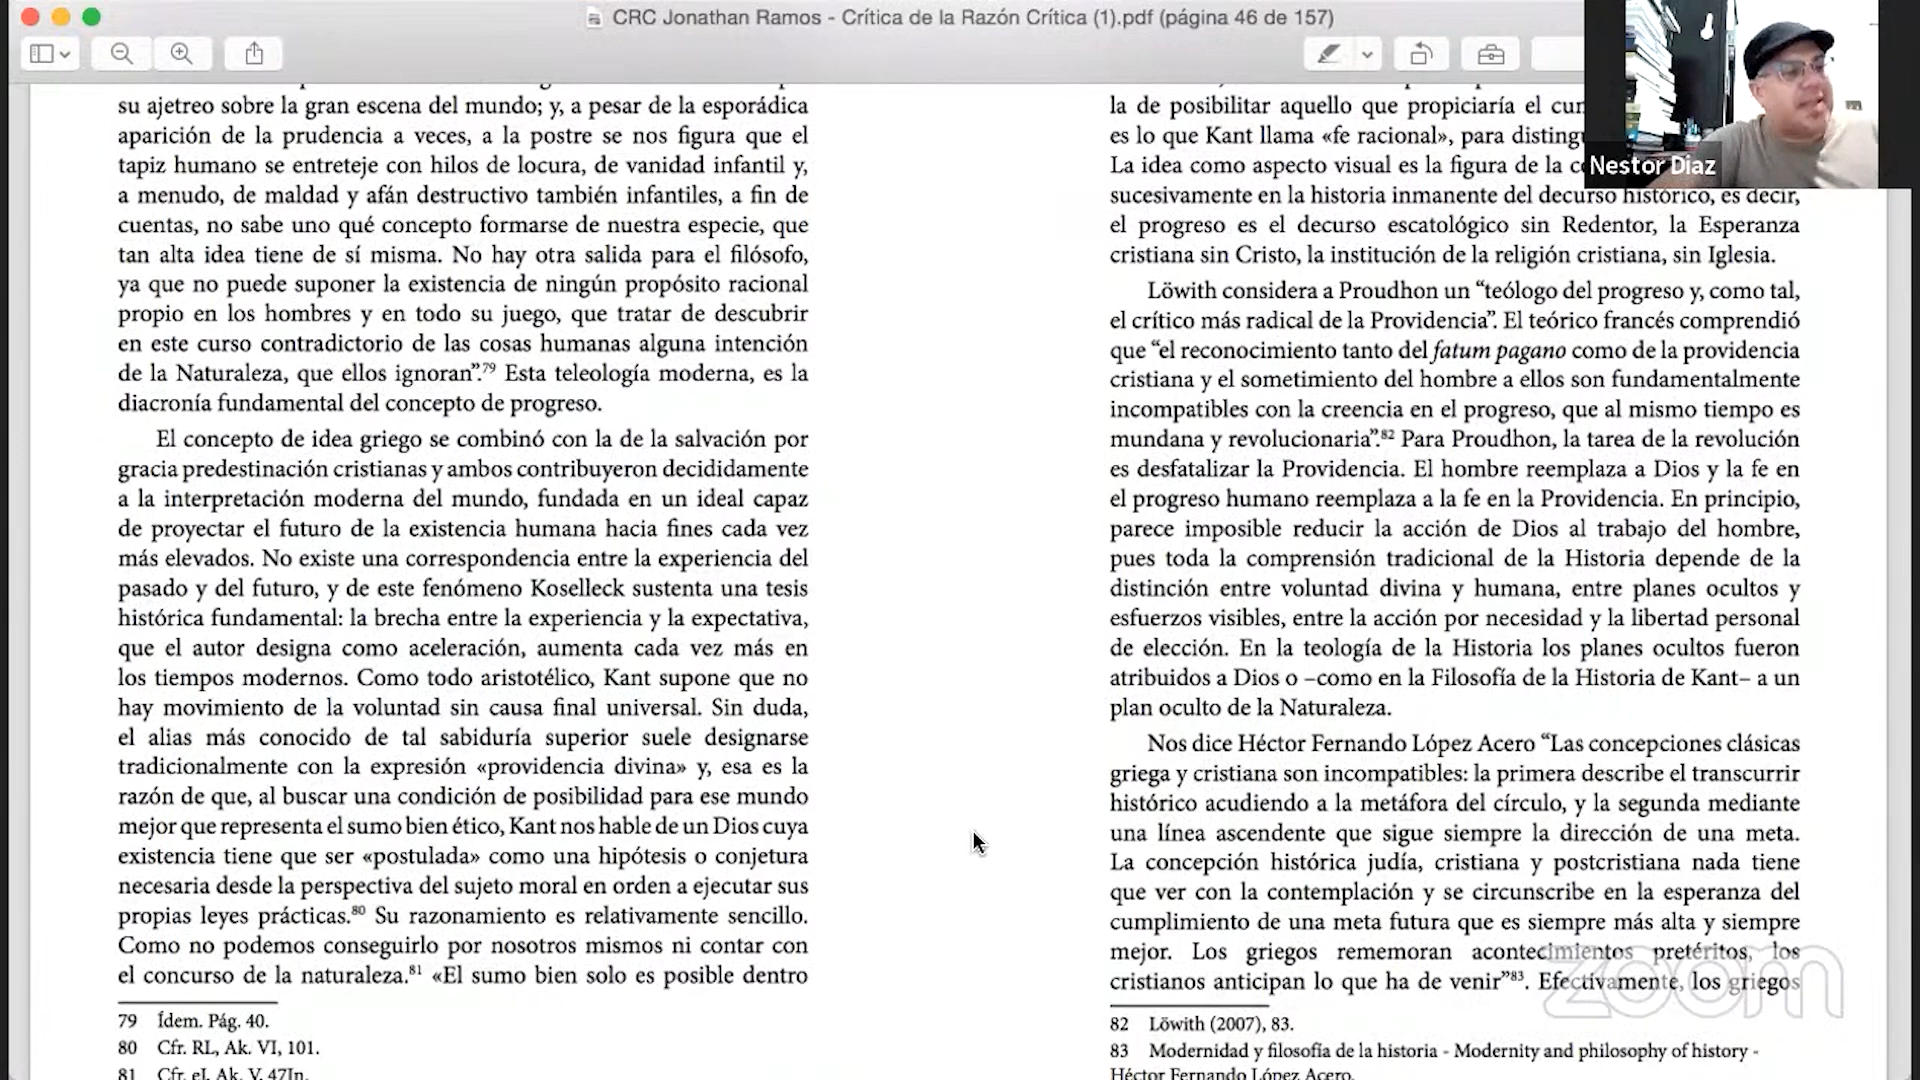 CRC Jonathan Ramos - Crítica de la Razón Crítica (1).pdf (página 46 de 157)
su ajetreo sobre la gran escena del mundo; y, a pesar de la esporádica
aparición de la prudencia a veces, a la postre se nos figura que el
tapiz humano se entreteje con hilos de locura, de vanidad infantil y,
a menudo, de maldad y afán destructivo también infantiles, a fin de
cuentas, no sabe uno qué concepto formarse de nuestra especie, que
tan alta idea tiene de sí misma. No hay otra salida para el filósofo,
ya que no puede suponer la existencia de ningún propósito racional
propio en los hombres y en todo su juego, que tratar de descubrir
en este curso contradictorio de las cosas humanas alguna intención
de la Naturaleza, que ellos ignoran”.79 Esta teleología moderna, es la
diacronía fundamental del concepto de progreso.
El concepto de idea griego se combinó con la de la salvación por
gracia predestinación cristianas y ambos contribuyeron decididamente
a la interpretación moderna del mundo, fundada en un ideal capaz
de proyectar el futuro de la existencia humana hacia fines cada vez
más elevados. No existe una correspondencia entre la experiencia del
pasado y del futuro, y de este fenómeno Koselleck sustenta una tesis
histórica fundamental: la brecha entre la experiencia y la expectativa,
que el autor designa como aceleración, aumenta cada vez más en
los tiempos modernos. Como todo aristotélico, Kant supone que no
hay movimiento de la voluntad sin causa final universal. Sin duda,
el alias más conocido de tal sabiduría superior suele designarse
tradicionalmente con la expresión «providencia divina» y, esa es la
razón de que, al buscar una condición de posibilidad para ese mundo
mejor que representa el sumo bien ético, Kant nos hable de un Dios cuya
existencia tiene que ser «postulada» como una hipótesis o conjetura
necesaria desde la perspectiva del sujeto moral en orden a ejecutar sus
propias leyes prácticas.80 Su razonamiento es relativamente sencillo.
Como no podemos conseguirlo por nosotros mismos ni contar con
el concurso de la naturaleza.81 «El sumo bien solo es posible dentro
79 Ídem. Pág. 40.
80 Cfr. RL, Ak. VI, 101.
81 Cfr. eI, Ak. V, 47In.
la de posibilitar aquello que propiciaría el
es lo que Kant llama «fe racional», para
La idea como aspecto visual es la figura de la
Nestor Diaz
sucesivamente en la historia inmanente del decurso histórico, es decir,
el progreso es el decurso escatológico sin Redentor, la Esperanza
cristiana sin Cristo, la institución de la religión cristiana, sin Iglesia.
Löwith considera a Proudhon un “teólogo del progreso y, como tal,
el crítico más radical de la Providencia”. El teórico francés comprendió
que “el reconocimiento tanto del fatum pagano como de la providencia
cristiana y el sometimiento del hombre a ellos son fundamentalmente
incompatibles con la creencia en el progreso, que al mismo tiempo es
mundana y revolucionaria”.82 Para Proudhon, la tarea de la revolución
es desfatalizar la Providencia. El hombre reemplaza a Dios y la fe en
el progreso humano reemplaza a la fe en la Providencia. En principio,
parece imposible reducir la acción de Dios al trabajo del hombre,
pues toda la comprensión tradicional de la Historia depende de la
distinción entre voluntad divina y humana, entre planes ocultos y
esfuerzos visibles, entre la acción por necesidad y la libertad personal
de elección. En la teología de la Historia los planes ocultos fueron
atribuidos a Dios o –como en la Filosofía de la Historia de Kant– a un
plan oculto de la Naturaleza.
Nos dice Héctor Fernando López Acero “Las concepciones clásicas
griega y cristiana son incompatibles: la primera describe el transcurrir
histórico acudiendo a la metáfora del círculo, y la segunda mediante
una línea ascendente que sigue siempre la dirección de una meta.
La concepción histórica judía, cristiana y postcristiana nada tiene
que ver con la contemplación y se circunscribe en la esperanza del
cumplimiento de una meta futura que es siempre más alta y siempre
mejor. Los griegos rememoran acontecimientos pretéritos, los
cristianos anticipan lo que ha de venir”83. Efectivamente, los griegos
zoom
82 Löwith (2007), 83.
83 Modernidad y filosofía de la historia - Modernity and philosophy of history -
Héctor Fernando López Acero.